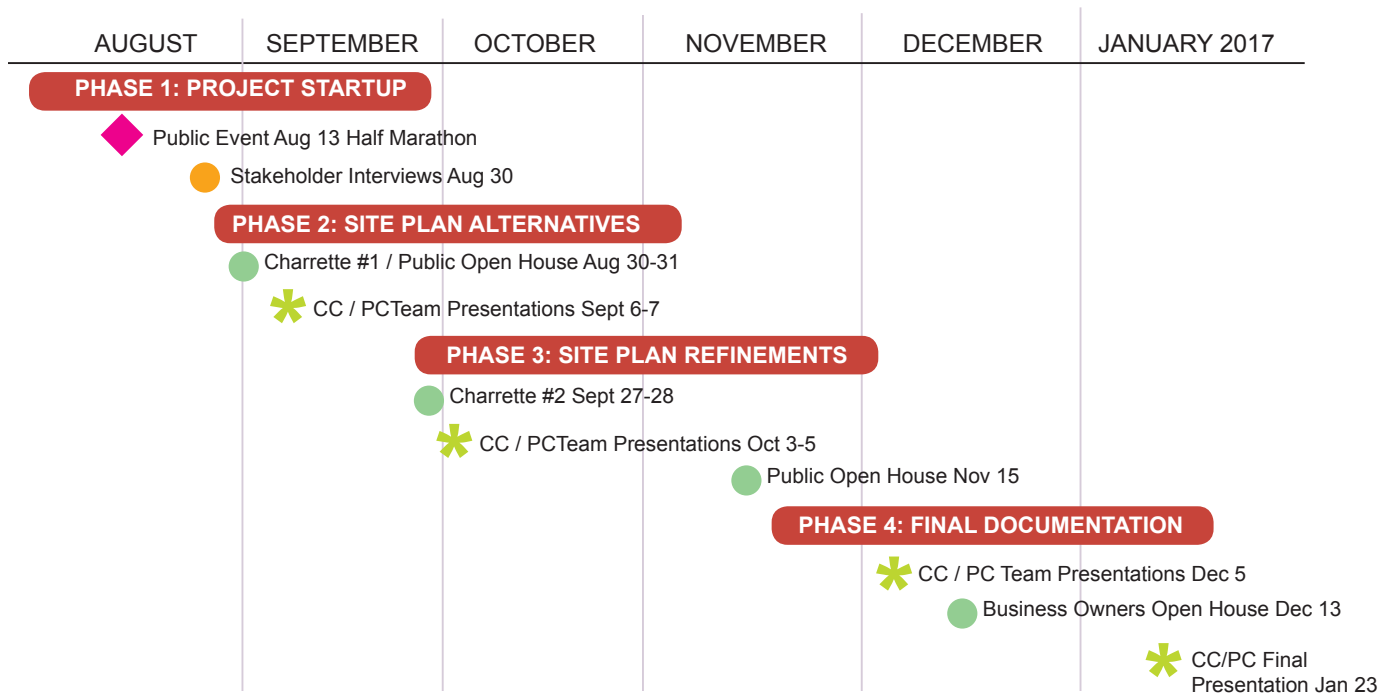 AUGUST SEPTEMBER OCTOBER NOVEMBER DECEMBER JANUARY 2017
PHASE 1: PROJECT STARTUP
Public Event Aug 13 Half Marathon
Stakeholder Interviews Aug 30
PHASE 2: SITE PLAN ALTERNATIVES
Charrette #1 / Public Open House Aug 30-31
CC / PCTeam Presentations Sept 6-7
PHASE 3: SITE PLAN REFINEMENTS
Charrette #2 Sept 27-28
CC / PCTeam Presentations Oct 3-5
Public Open House Nov 15
PHASE 4: FINAL DOCUMENTATION
CC / PC Team Presentations Dec 5
Business Owners Open House Dec 13
CC/PC Final
Presentation Jan 23